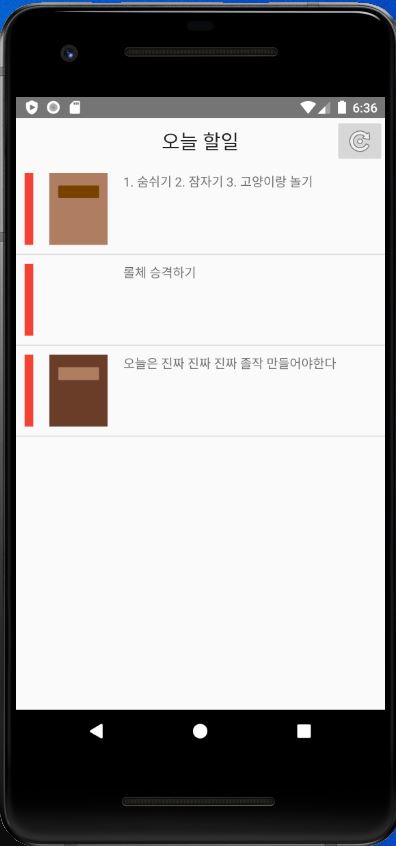 6:36
오늘 할일
1. 숨쉬기 2. 잠자기 3. 고양이랑 놀기
롤체 승격하기
오늘은 진짜 진짜 진짜 졸작 만들어야한다